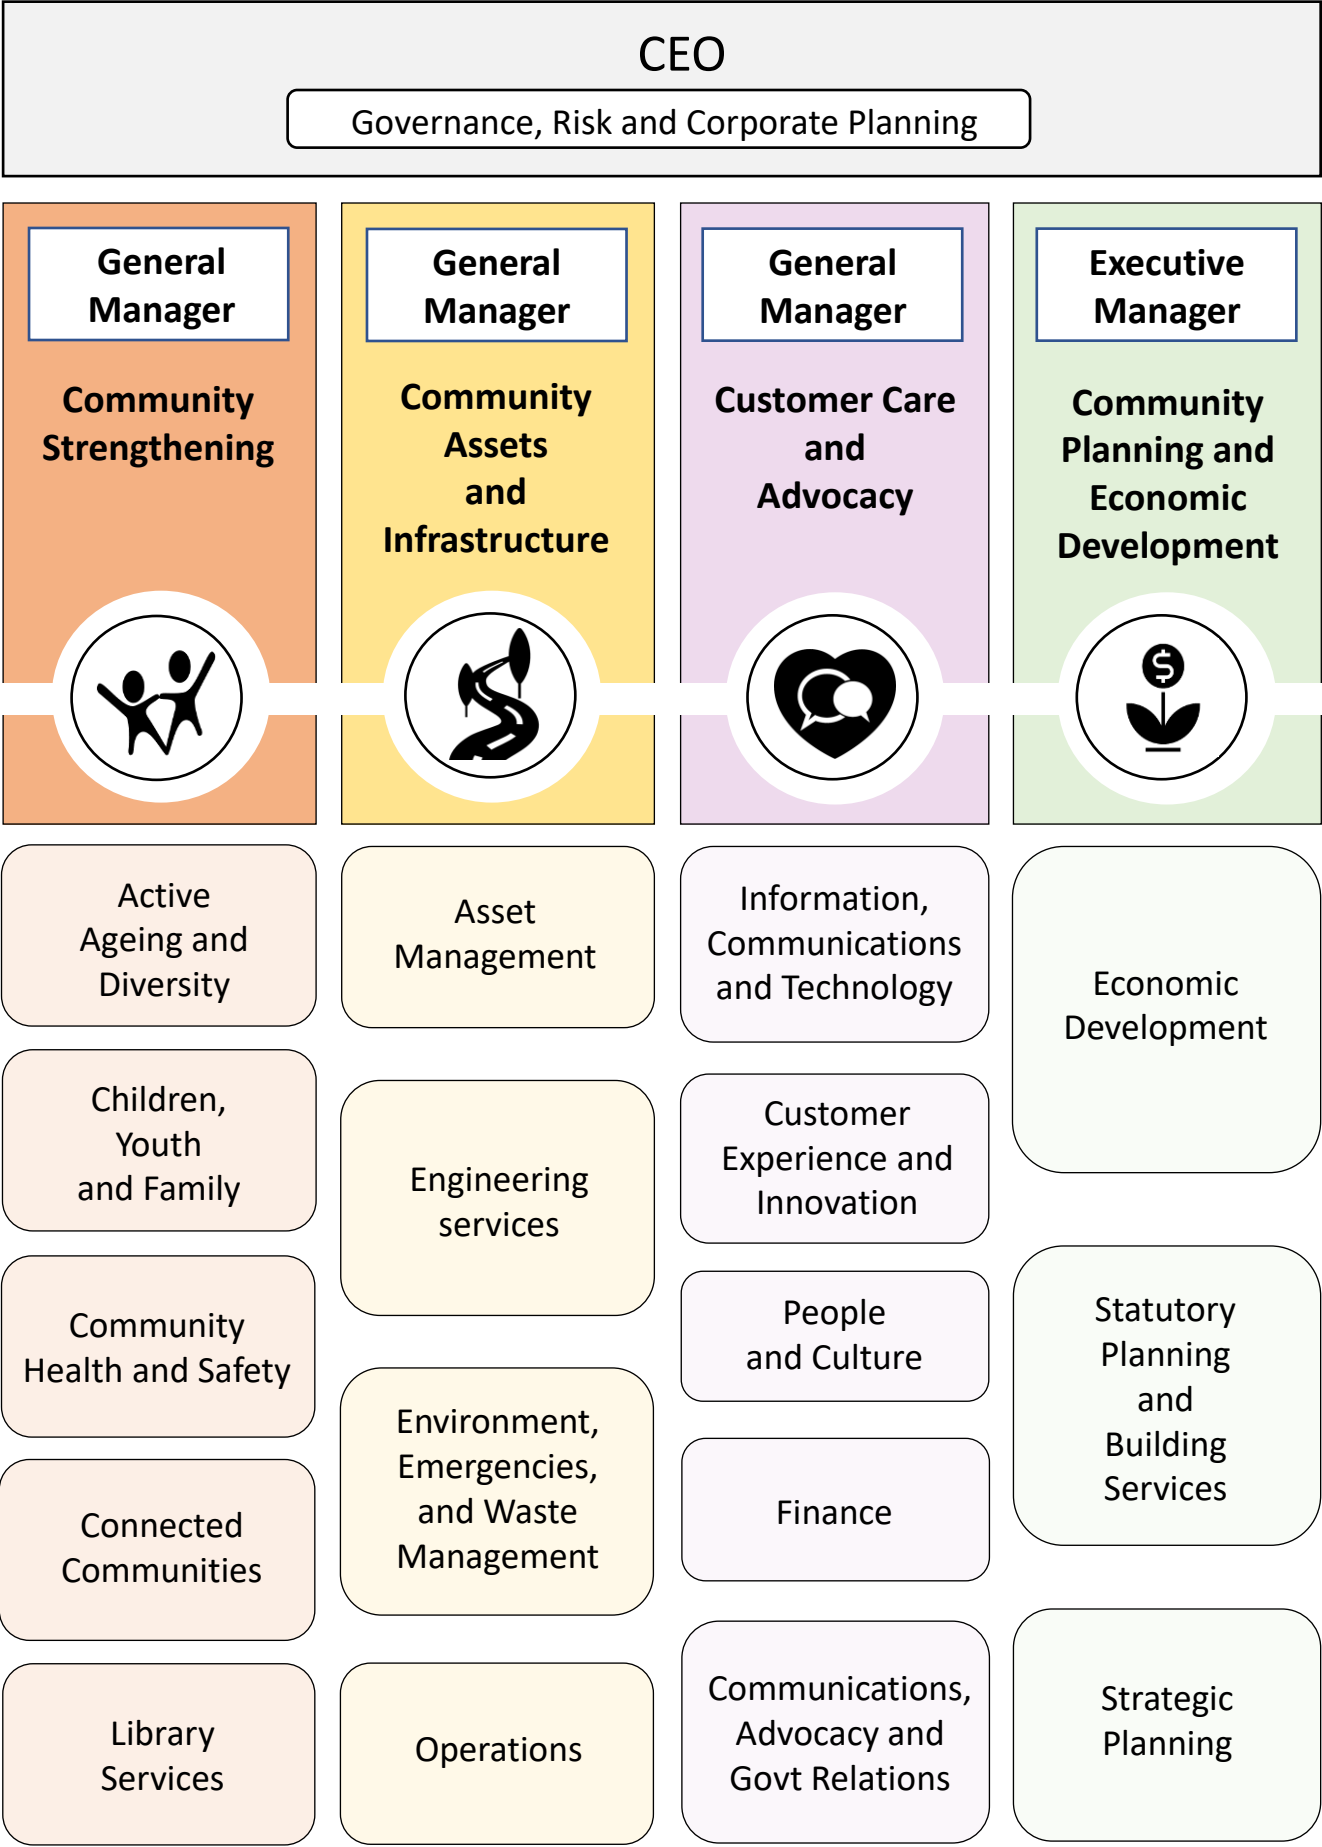 CEO
Governance, Risk and Corporate Planning
General
Manager
Community
Strengthening
Active
Ageing and
Diversity
Children,
Youth
and Family
Community
Health and Safety
Connected
Communities
Library
Services
General
Manager
Community
Assets
and
Infrastructure
Asset
Management
Engineering
services
Environment,
Emergencies,
and Waste
Management
Operations
General
Manager
Customer Care
and
Advocacy
Information,
Communications
and Technology
Customer
Experience and
Innovation
People
and Culture
Finance
Communications,
Advocacy and
Govt Relations
Executive
Manager
Community
Planning and
Economic
Development
$
Economic
Development
Statutory
Planning
and
Building
Services
Strategic
Planning